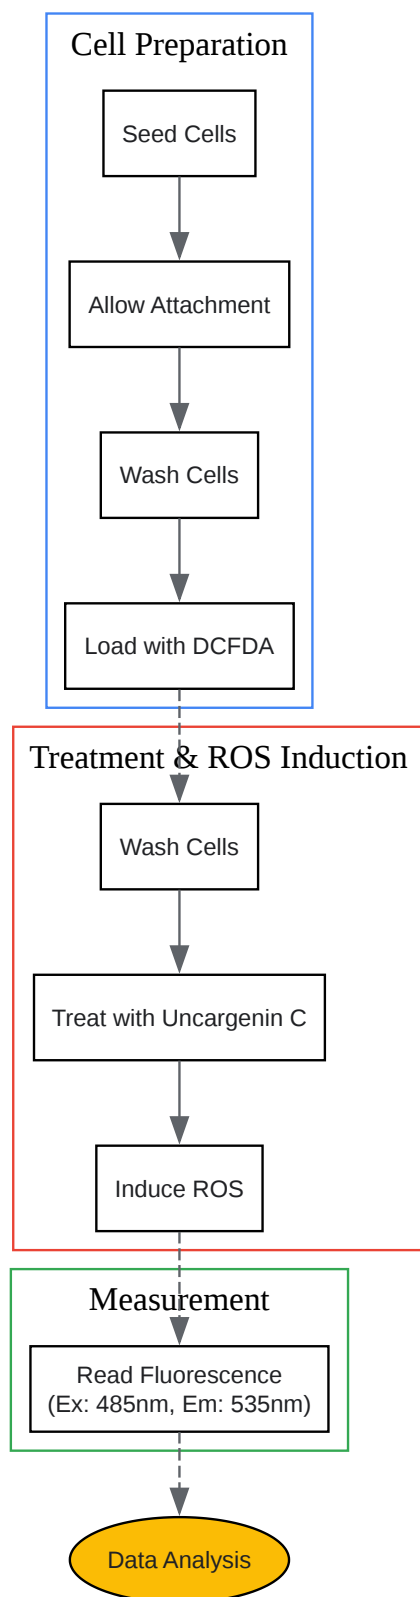 Cell Preparation
Seed Cells
Allow Attachment
Wash Cells
Load with DCFDA
Treatment & ROS Induction
Wash Cells
Treat with Uncargenin C
Induce ROS
Measurement
Read Fluorescence
(Ex: 485nm, Em: 535nm)
Data Analysis